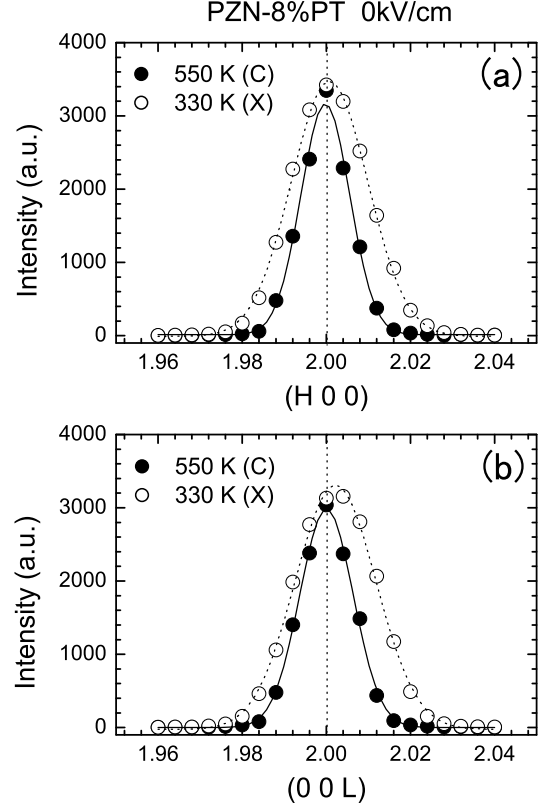 PZN-8%PT 0kV/cm
4000
3000
2000
1000
0
Intensity (a.u.)
550 K (C)
330 K (X)
(a)
1.96 1.98 2.00 2.02 2.04
(H 0 0)
4000
3000
2000
1000
0
Intensity (a.u.)
550 K (C)
330 K (X)
(b)
1.96 1.98 2.00 2.02 2.04
(0 0 L)